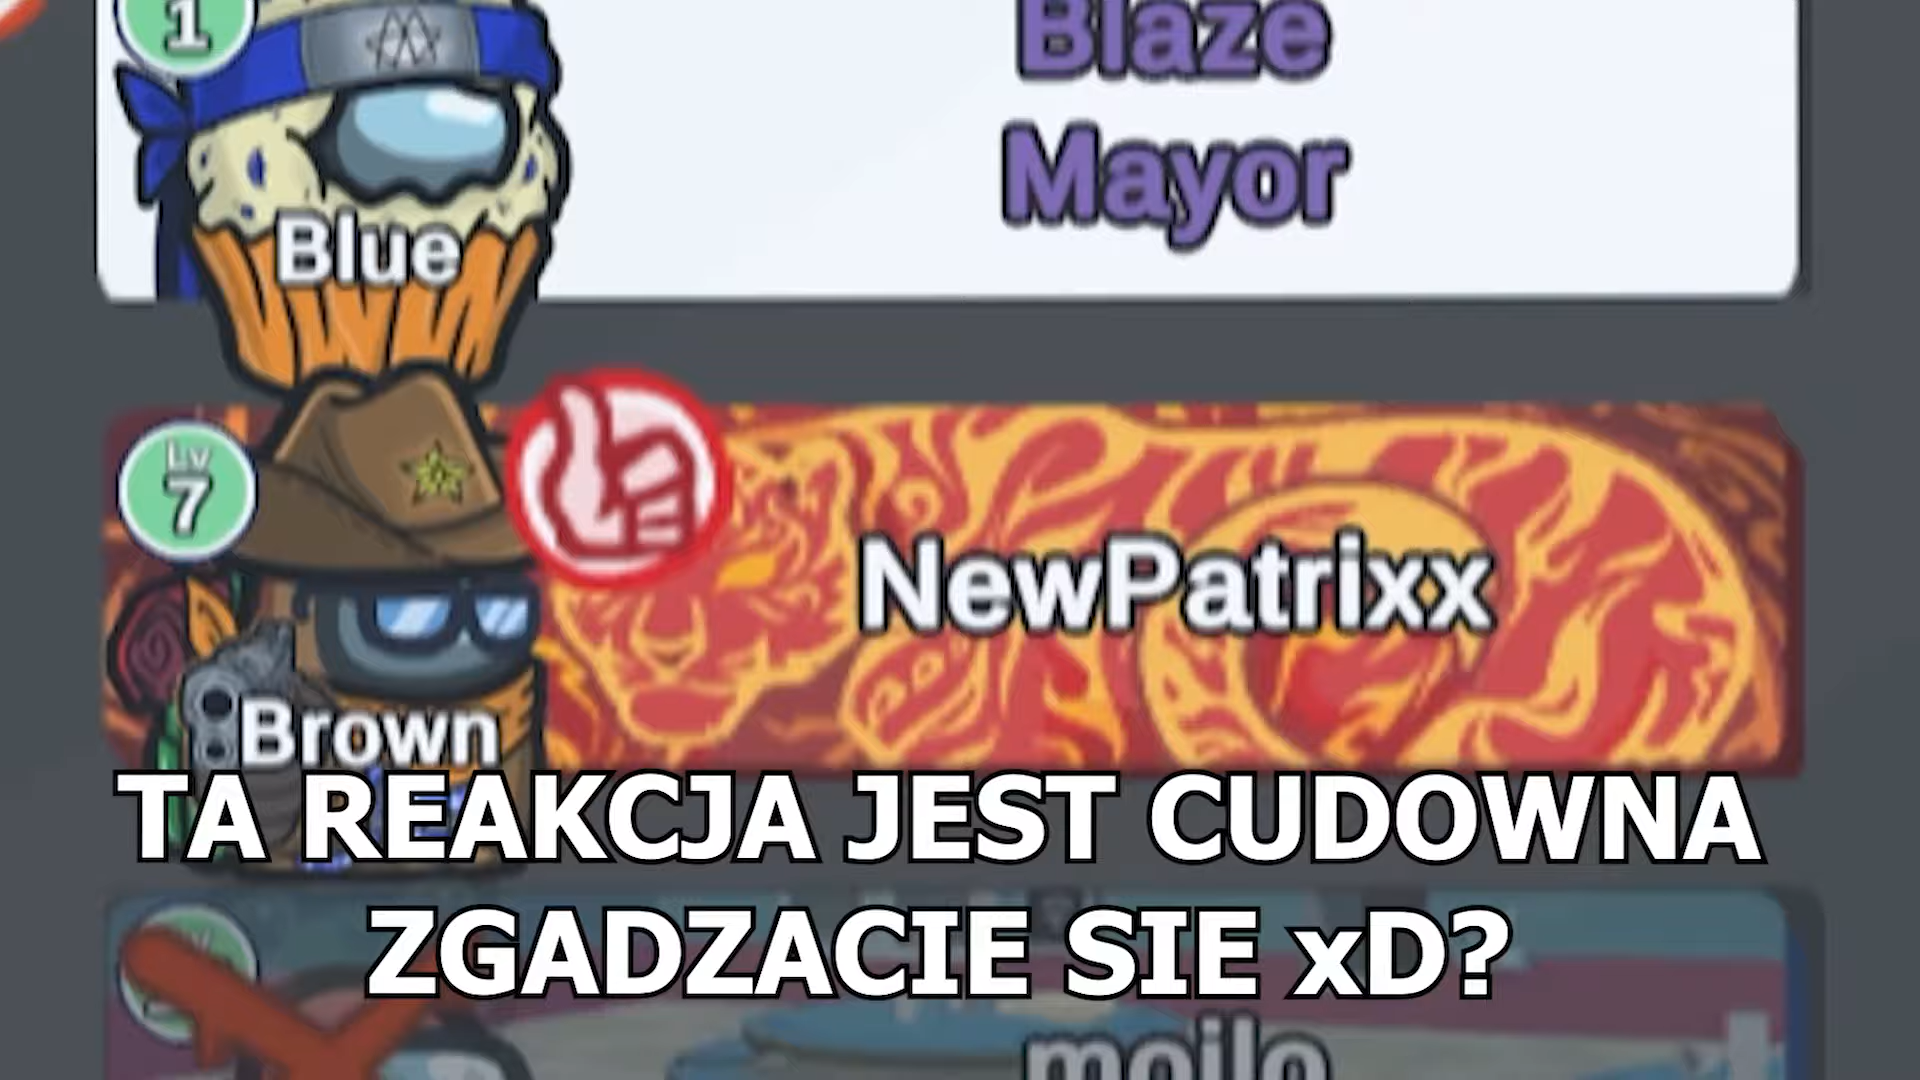 1
Blaze
Mayor
Blue
Lv
7
NewPatrixx
Brown
TA REAKCJA JEST CUDOWNA
ZGADZACIE SIE xD?